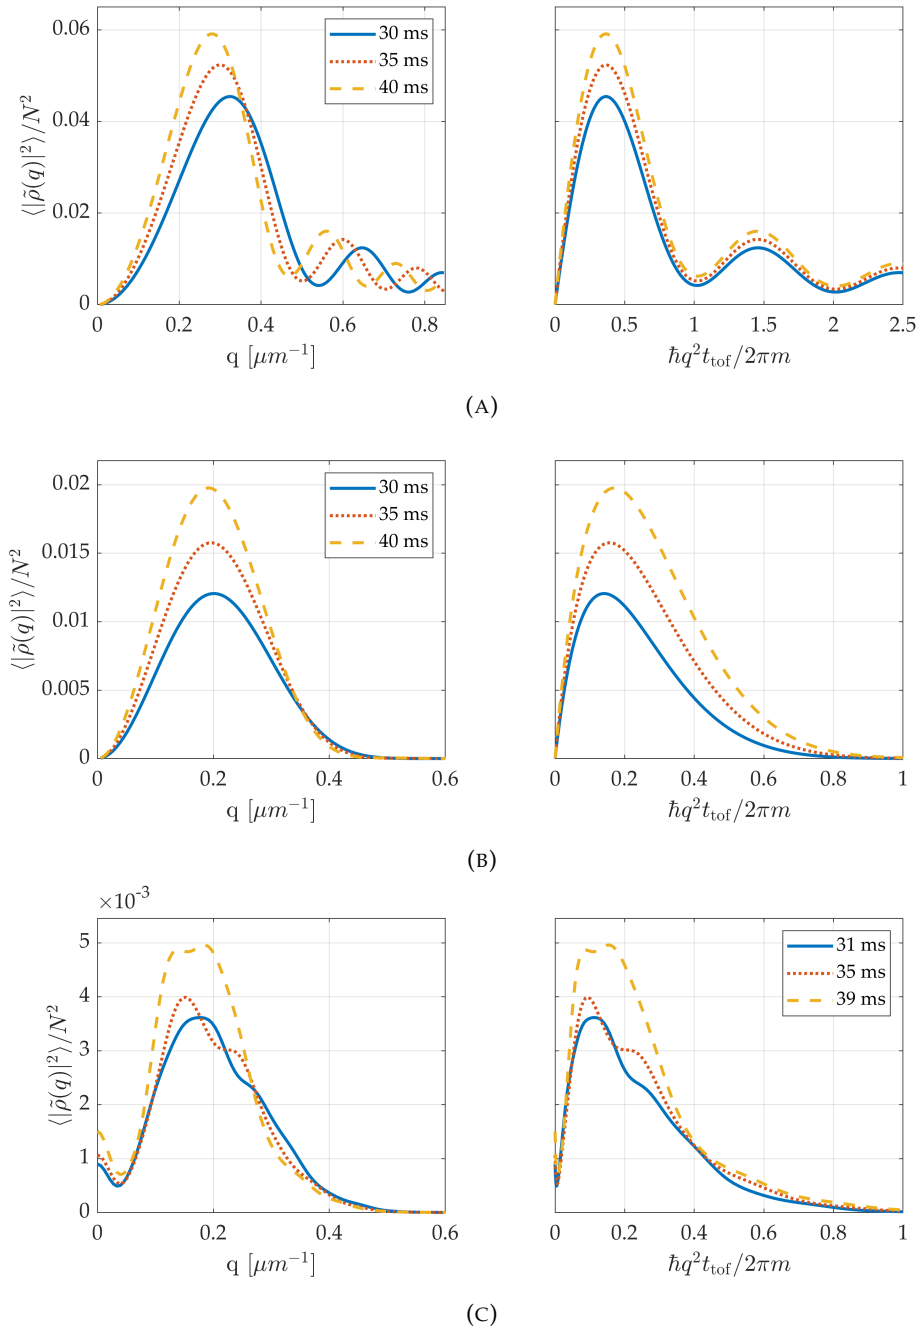 0.06
0.04
0.02
0
⟨|ρ̃(q)|²⟩/N²
30 ms
35 ms
40 ms
0 0.2 0.4 0.6 0.8
q [μm⁻¹]
0 0.5 1 1.5 2 2.5
ħq²t_tof/2πm
(A)
0.02
0.015
0.01
0.005
0
⟨|ρ̃(q)|²⟩/N²
30 ms
35 ms
40 ms
0 0.2 0.4 0.6
q [μm⁻¹]
0 0.2 0.4 0.6 0.8 1
ħq²t_tof/2πm
(B)
×10⁻³
5
4
3
2
1
0
⟨|ρ̃(q)|²⟩/N²
0 0.2 0.4 0.6
q [μm⁻¹]
31 ms
35 ms
39 ms
0 0.2 0.4 0.6 0.8 1
ħq²t_tof/2πm
(C)